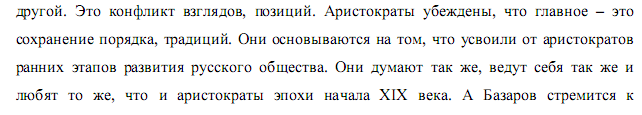 другой. Это конфликт взглядов, позиций. Аристократы убеждены, что главное – это
сохранение порядка, традиций. Они основываются на том, что усвоили от аристократов
ранних этапов развития русского общества. Они думают так же, ведут себя так же и
любят то же, что и аристократы эпохи начала XIX века. А Базаров стремится к